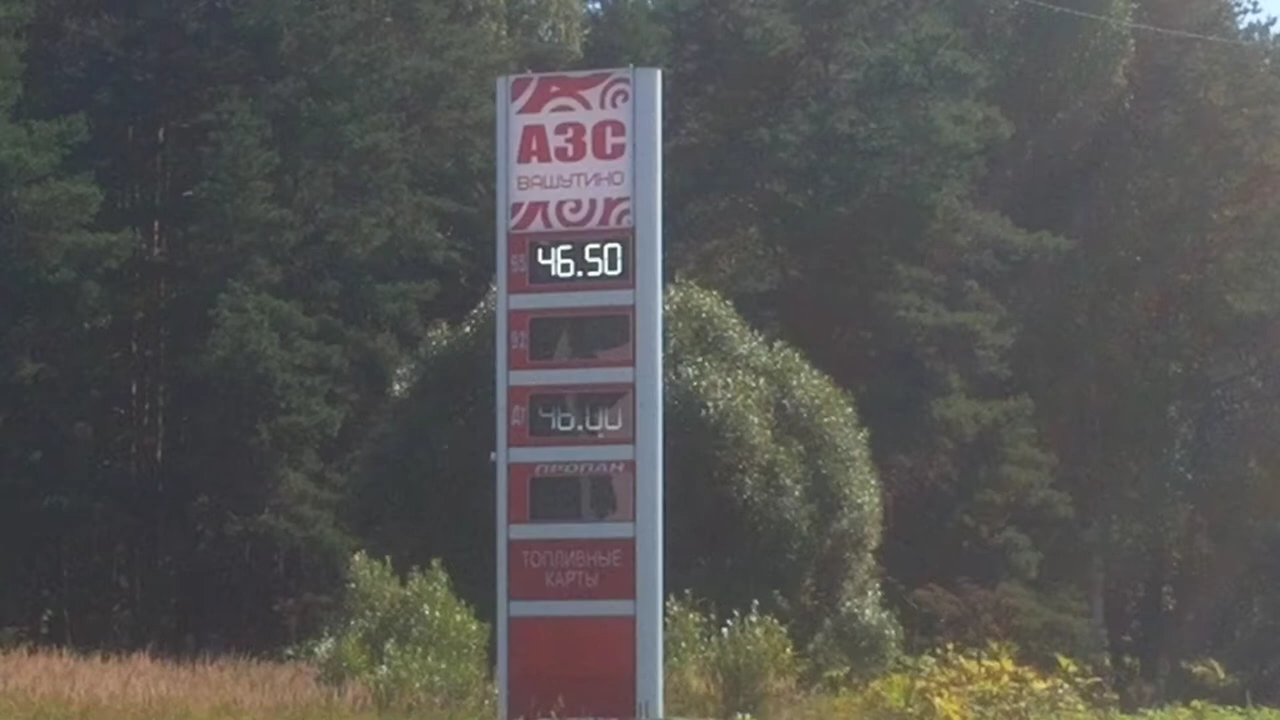 АЗС
ВАШУТИНО
95 46.50
92
ДТ 46.00
ПРОПАН
ТОПЛИВНЫЕ
КАРТЫ